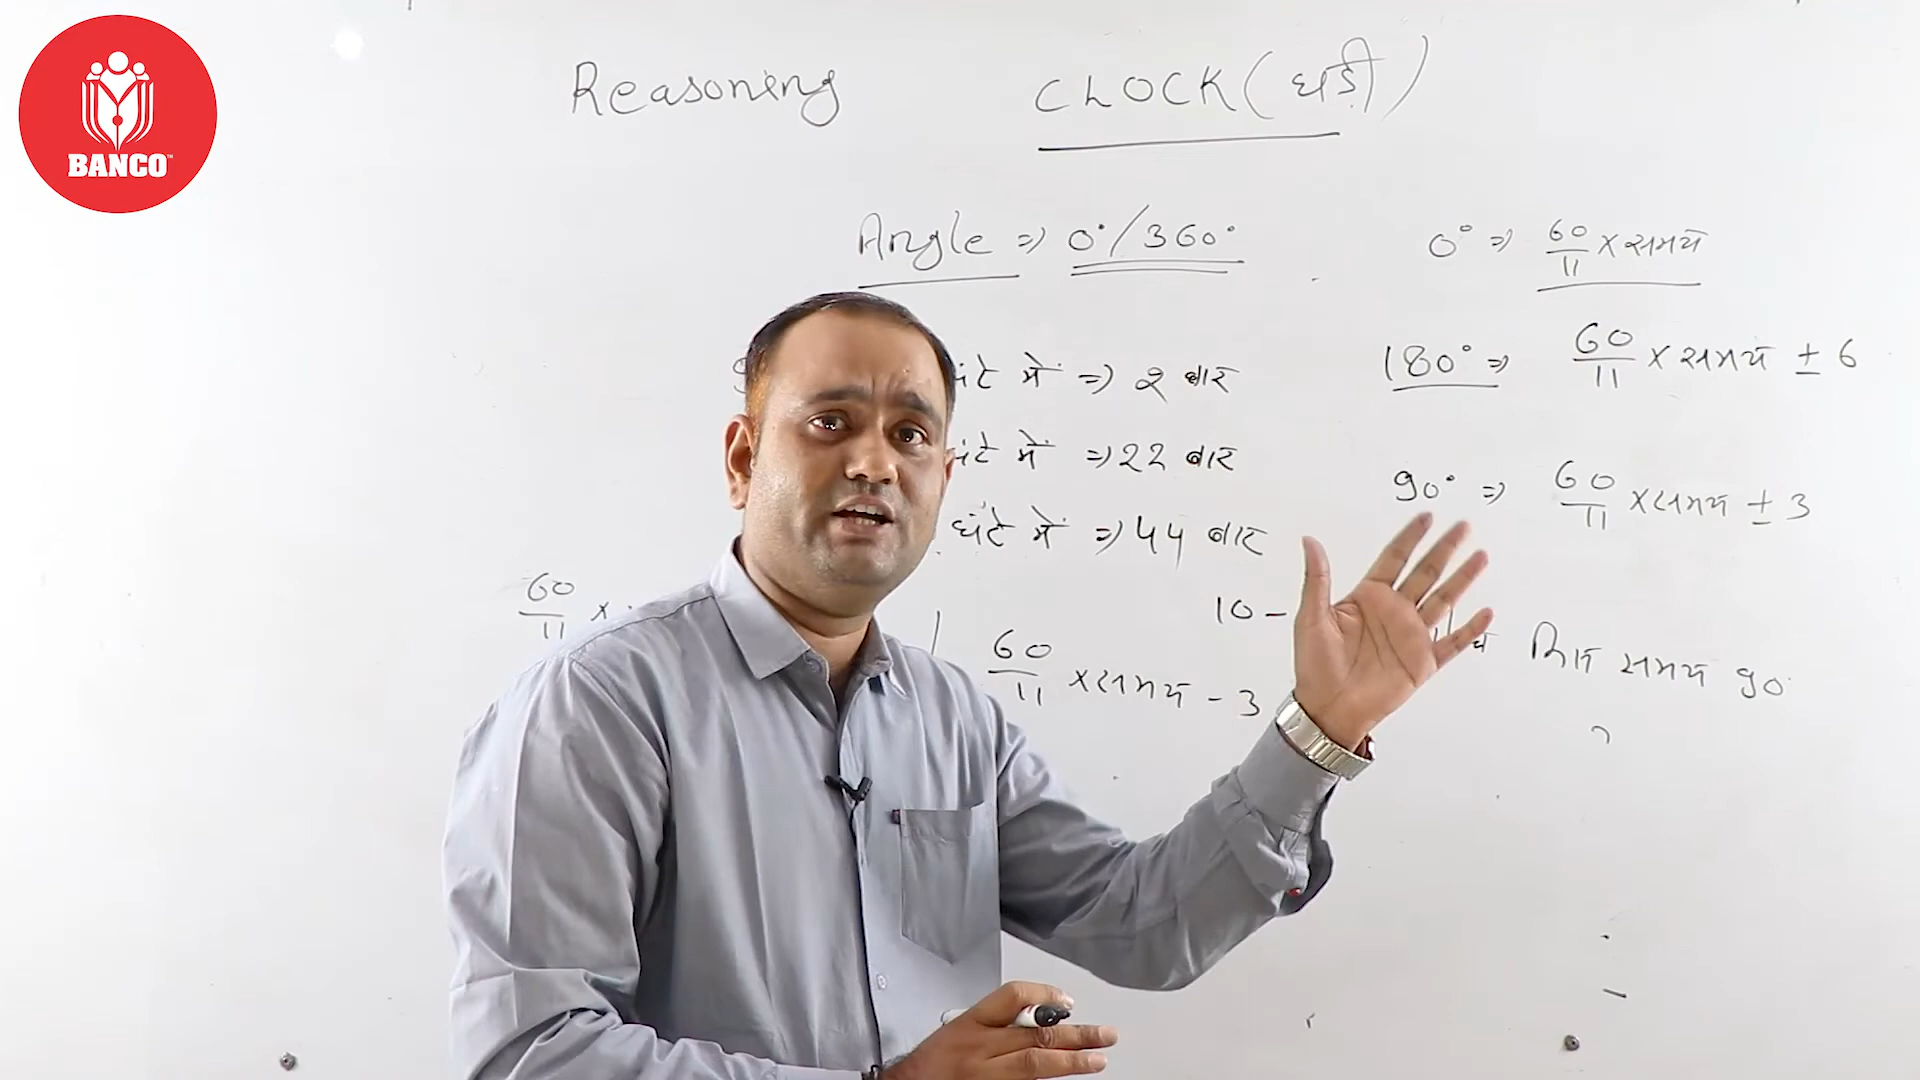 BANCO
Reasoning CLOCK (घड़ी)
Angle => 0°/360°
0° => 60/11 × समय
घंटे में => 2 बार
180° => 60/11 × समय ± 6
घंटे में => 22 बार
90° => 60/11 × समय ± 3
घंटे में => 44 बार
60/11 ×
10 -
60/11 × समय - 3
किस समय 90°
?